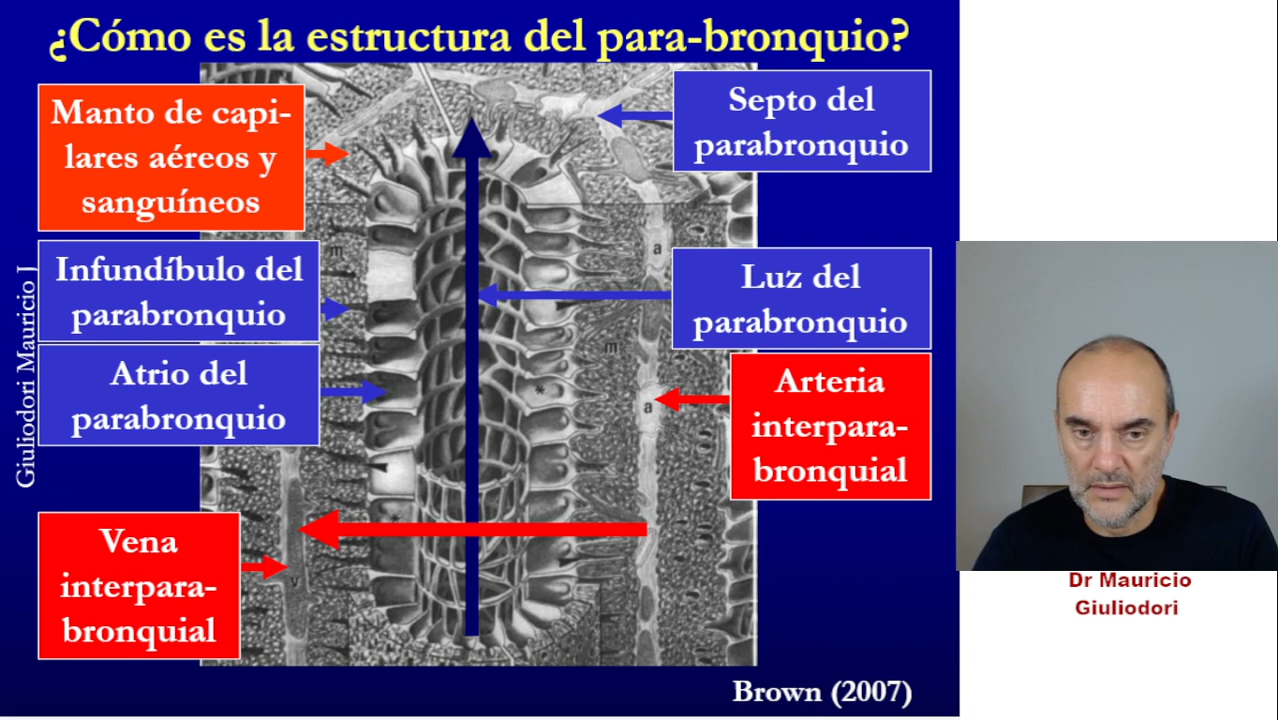 ¿Cómo es la estructura del para-bronquio?
Manto de capi-
lares aéreos y
sanguíneos
Septo del
parabronquio
Infundíbulo del
parabronquio
Luz del
parabronquio
Atrio del
parabronquio
Arteria
interpara-
bronquial
Vena
interpara-
bronquial
Giuliodori Mauricio J
m
a
m
a
*
*
v
Brown (2007)
Dr Mauricio
Giuliodori